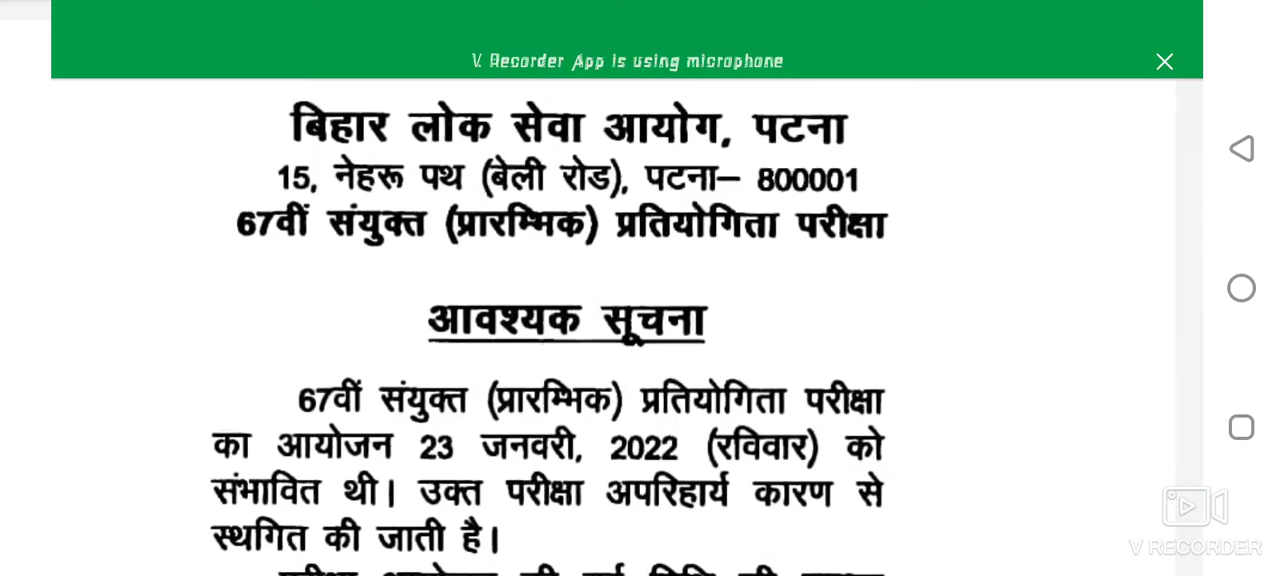 V. Recorder App is using microphone
बिहार लोक सेवा आयोग, पटना
15, नेहरू पथ (बेली रोड), पटना– 800001
67वीं संयुक्त (प्रारम्भिक) प्रतियोगिता परीक्षा
आवश्यक सूचना
67वीं संयुक्त (प्रारम्भिक) प्रतियोगिता परीक्षा
का आयोजन 23 जनवरी, 2022 (रविवार) को
संभावित थी। उक्त परीक्षा अपरिहार्य कारण से
स्थगित की जाती है।
V RECORDER